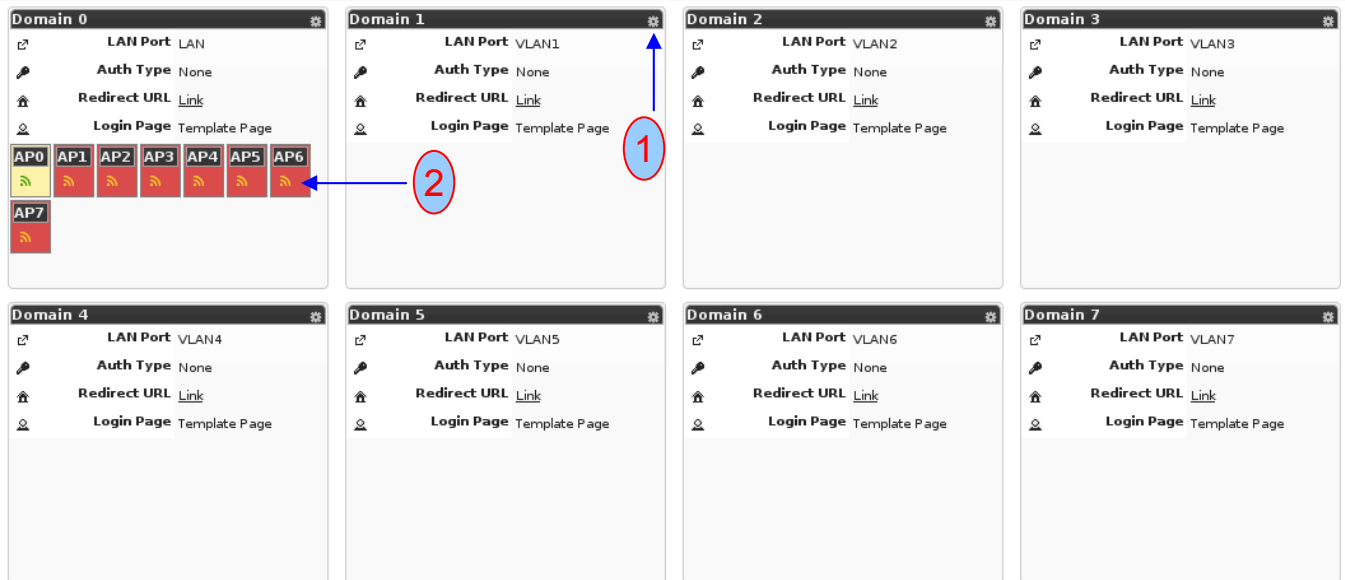 Domain 0
LAN Port LAN
Auth Type None
Redirect URL Link
Login Page Template Page
AP0 AP1 AP2 AP3 AP4 AP5 AP6
AP7
Domain 1
LAN Port VLAN1
Auth Type None
Redirect URL Link
Login Page Template Page
1
2
Domain 2
LAN Port VLAN2
Auth Type None
Redirect URL Link
Login Page Template Page
Domain 3
LAN Port VLAN3
Auth Type None
Redirect URL Link
Login Page Template Page
Domain 4
LAN Port VLAN4
Auth Type None
Redirect URL Link
Login Page Template Page
Domain 5
LAN Port VLAN5
Auth Type None
Redirect URL Link
Login Page Template Page
Domain 6
LAN Port VLAN6
Auth Type None
Redirect URL Link
Login Page Template Page
Domain 7
LAN Port VLAN7
Auth Type None
Redirect URL Link
Login Page Template Page